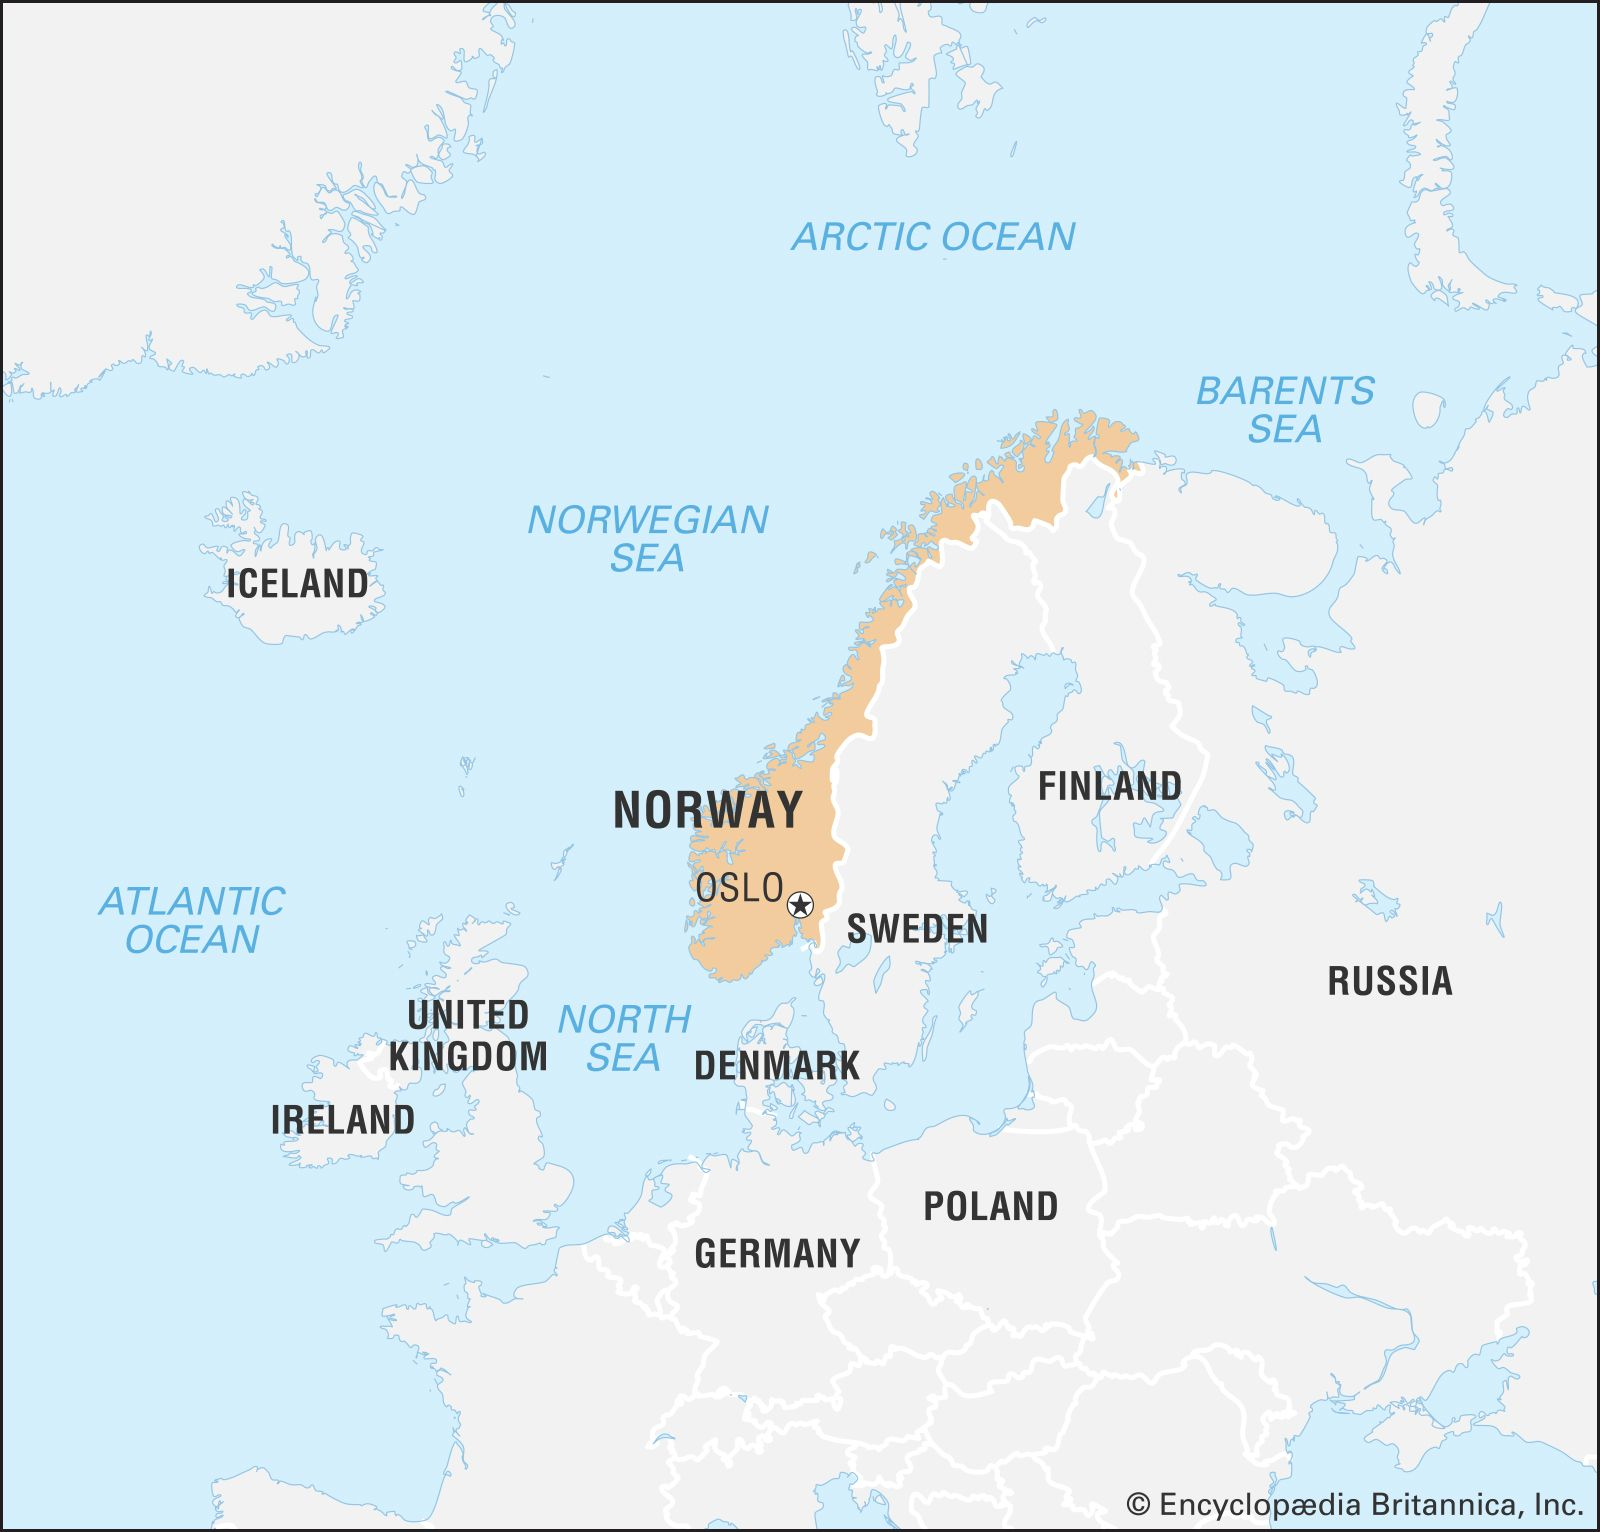 ARCTIC OCEAN
BARENTS
SEA
NORWEGIAN
SEA
ICELAND
FINLAND
NORWAY
OSLO
ATLANTIC
OCEAN
SWEDEN
RUSSIA
UNITED
KINGDOM
NORTH
SEA
DENMARK
IRELAND
POLAND
GERMANY
© Encyclopædia Britannica, Inc.